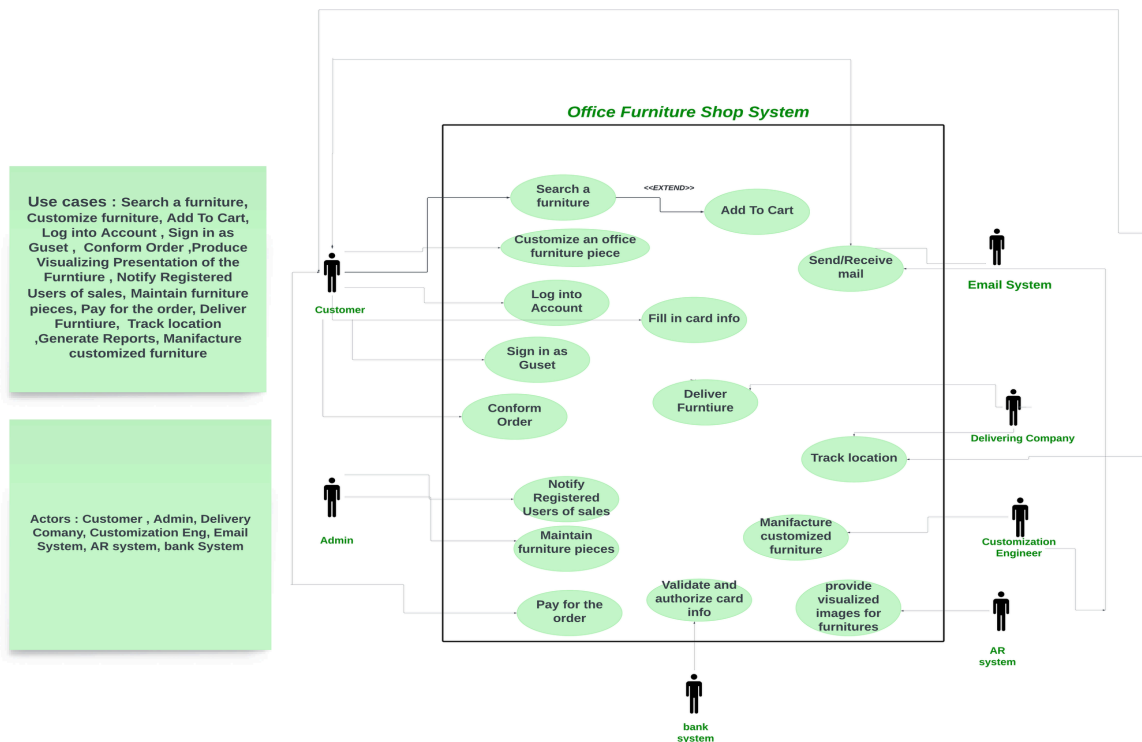 Office Furniture Shop System
Use cases : Search a furniture,
Customize furniture, Add To Cart,
Log into Account , Sign in as
Guset ,  Conform Order ,Produce
Visualizing Presentation of the
Furntiure , Notify Registered
Users of sales, Maintain furniture
pieces, Pay for the order, Deliver
Furntiure,  Track location
,Generate Reports, Manifacture
customized furniture
Actors : Customer , Admin, Delivery
Comany, Customization Eng, Email
System, AR system, bank System
Customer
Admin
Search a
furniture
<<EXTEND>>
Add To Cart
Customize an office
furniture piece
Send/Receive
mail
Email System
Log into
Account
Fill in card info
Sign in as
Guset
Deliver
Furntiure
Conform
Order
Delivering Company
Track location
Notify
Registered
Users of sales
Maintain
furniture pieces
Manifacture
customized
furniture
Customization
Engineer
Pay for the
order
Validate and
authorize card
info
provide
visualized
images for
furnitures
AR
system
bank
system